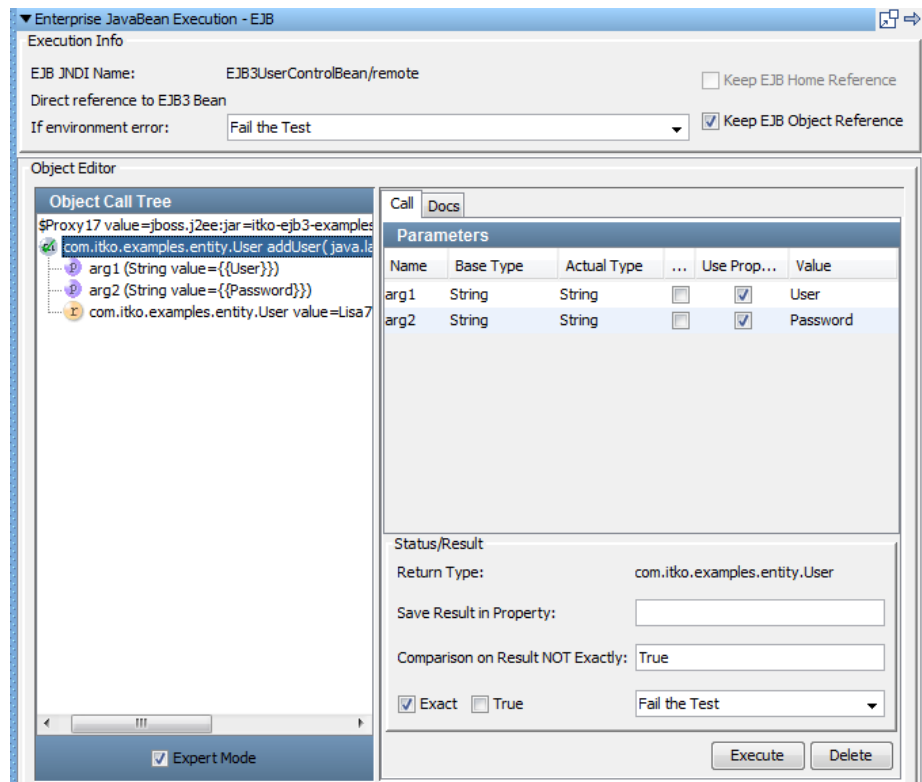 Enterprise JavaBean Execution - EJB
Execution Info
EJB JNDI Name: EJB3UserControlBean/remote
Keep EJB Home Reference
Direct reference to EJB3 Bean
If environment error: Fail the Test
Keep EJB Object Reference
Object Editor
Object Call Tree
$Proxy17 value=jboss.j2ee:jar=itko-ejb3-examples
com.itko.examples.entity.User addUser( java.la
arg1 (String value={{User}})
arg2 (String value={{Password}})
com.itko.examples.entity.User value=Lisa7
Call Docs
Parameters
Name Base Type Actual Type ... Use Prop... Value
arg1 String String User
arg2 String String Password
Status/Result
Return Type: com.itko.examples.entity.User
Save Result in Property:
Comparison on Result NOT Exactly: True
Exact True Fail the Test
Expert Mode
Execute Delete